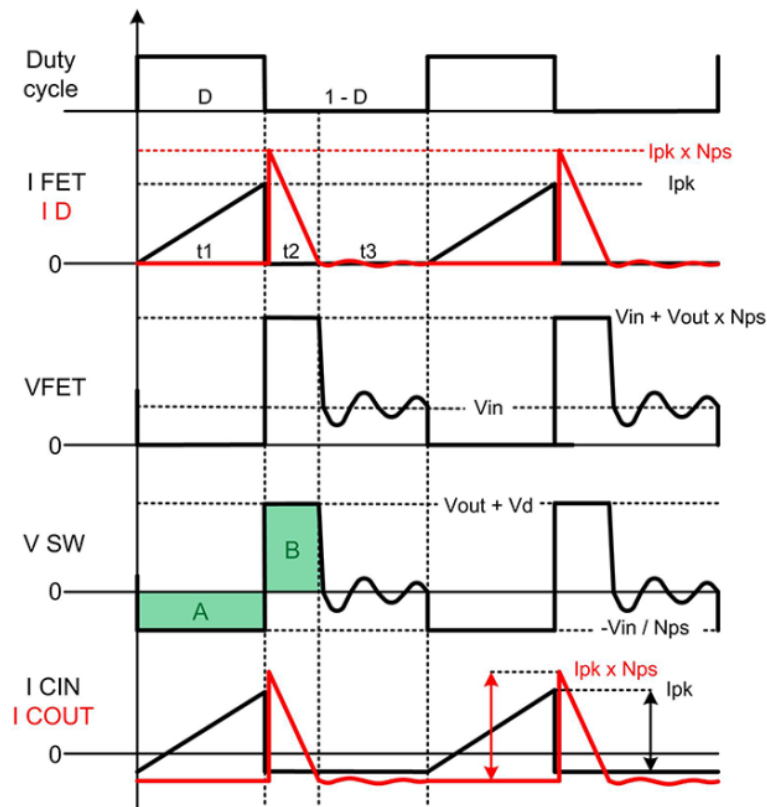 Duty
cycle
D
1 - D
I FET
I D
Ipk x Nps
Ipk
0
t1
t2
t3
Vin + Vout x Nps
VFET
Vin
0
Vout + Vd
V SW
B
0
A
-Vin / Nps
I CIN
I COUT
Ipk x Nps
Ipk
0